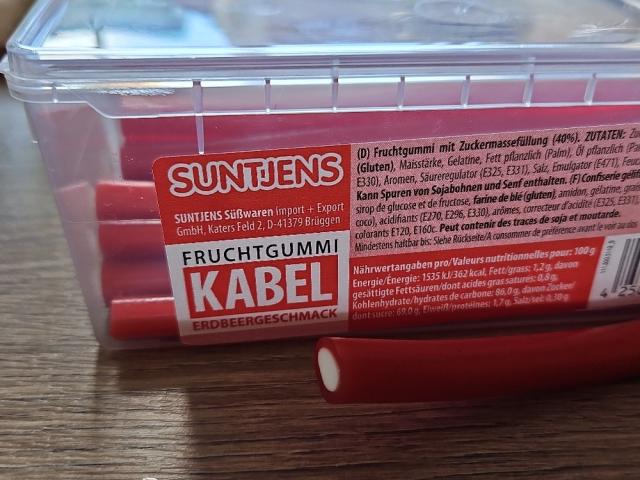 SUNTJENS
SUNTJENS Süßwaren Import + Export
GmbH, Katers Feld 2, D-41379 Brüggen
FRUCHTGUMMI
KABEL
ERDBEERGESCHMACK
(D) Fruchtgummi mit Zuckermassefüllung (40%). ZUTATEN:
(Gluten), Maisstärke, Gelatine, Fett pflanzlich (Palm), Öl pflanzlich
E330), Aromen, Säureregulator (E325, E331), Salz, Emulgator (E471),
Kann Spuren von Sojabohnen und Senf enthalten. (F) Confiserie
sirop de glucose et de fructose, farine de blé (gluten), amidon, gélatine,
coco), acidifiants (E270, E296, E330), arômes, correcteur d'acidité (E325, E331),
colorants E120, E160c. Peut contenir des traces de soja et moutarde.
Mindestens haltbar bis: Siehe Rückseite/A consommer de préférence avant le voir au
Nährwertangaben pro/Valeurs nutritionnelles pour: 100 g
Energie/Énergie: 1535 kJ/362 kcal, Fett/grass: 1,2 g, davon
gesättigte Fettsäuren/dont acides gras saturés: 0,8 g,
Kohlenhydrate/hydrates de carbone: 86,0 g, davon Zucker/
dont sucre: 69,0 g, Eiweiß/protéines: 1,7 g, Salz/sel: 0,30 g